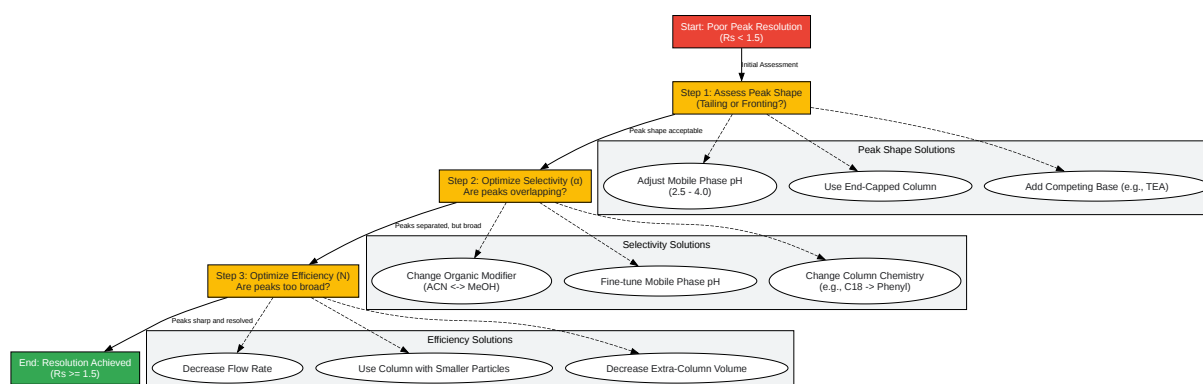 Start: Poor Peak Resolution
(Rs < 1.5)
Initial Assessment
Step 1: Assess Peak Shape
(Tailing or Fronting?)
Peak shape acceptable
Peak Shape Solutions
Adjust Mobile Phase pH
(2.5 - 4.0)
Use End-Capped Column
Add Competing Base (e.g., TEA)
Step 2: Optimize Selectivity (α)
Are peaks overlapping?
Peaks separated, but broad
Selectivity Solutions
Change Organic Modifier
(ACN <-> MeOH)
Fine-tune Mobile Phase pH
Change Column Chemistry
(e.g., C18 -> Phenyl)
Step 3: Optimize Efficiency (N)
Are peaks too broad?
Peaks sharp and resolved
Efficiency Solutions
Decrease Flow Rate
Use Column with Smaller Particles
Decrease Extra-Column Volume
End: Resolution Achieved
(Rs >= 1.5)